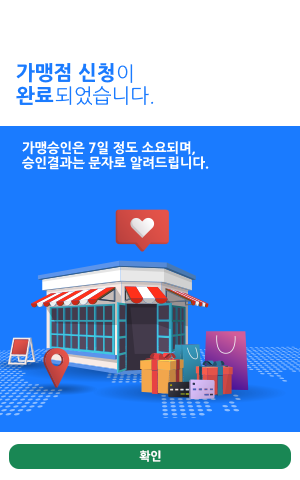 가맹점 신청이
완료되었습니다.
가맹승인은 7일 정도 소요되며,
승인결과는 문자로 알려드립니다.
확인